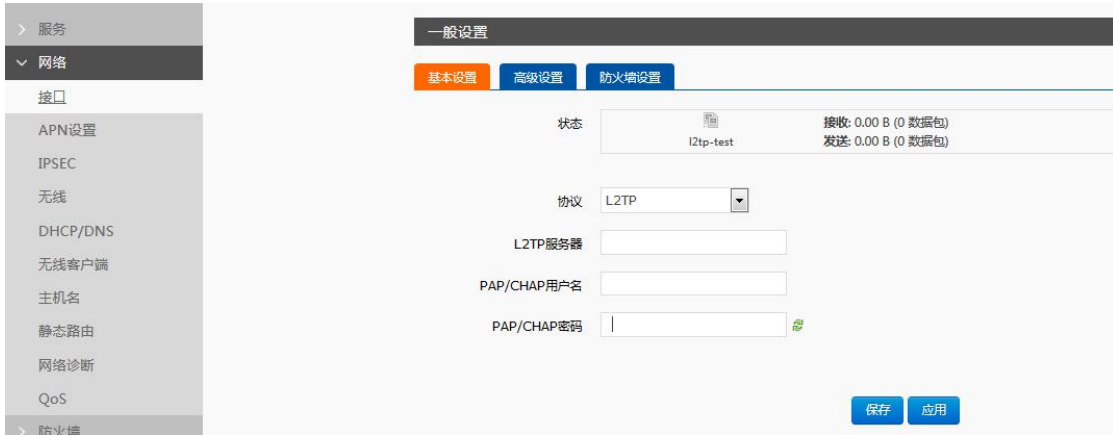 服务
网络
接口
APN设置
IPSEC
无线
DHCP/DNS
无线客户端
主机名
静态路由
网络诊断
QoS
防火墙
一般设置
基本设置 高级设置 防火墙设置
状态
l2tp-test
接收: 0.00 B (0 数据包)
发送: 0.00 B (0 数据包)
协议 L2TP
L2TP服务器
PAP/CHAP用户名
PAP/CHAP密码
保存 应用